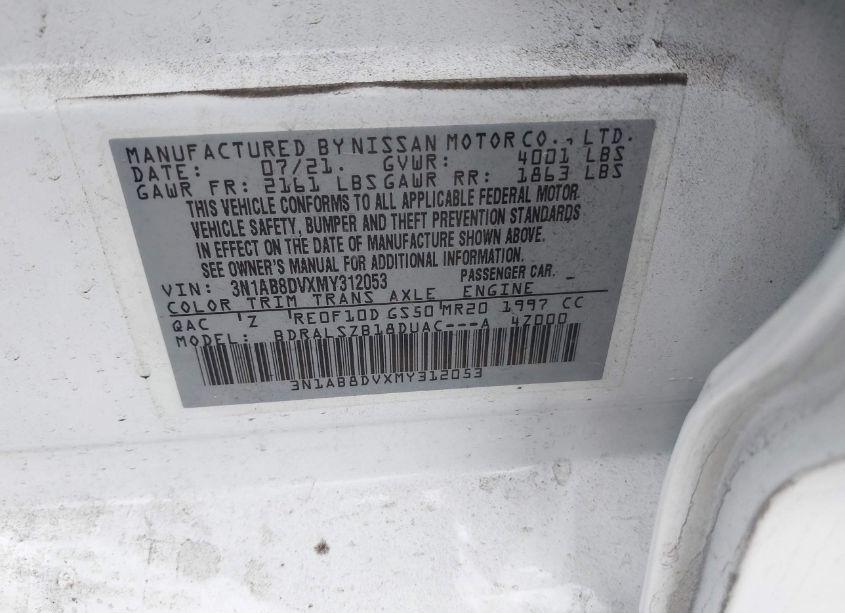 MANUFACTURED BY NISSAN MOTOR CO., LTD.
DATE: 07/21. GVWR: 4001 LBS
GAWR FR: 2161 LBS GAWR RR: 1863 LBS
THIS VEHICLE CONFORMS TO ALL APPLICABLE FEDERAL MOTOR
VEHICLE SAFETY, BUMPER AND THEFT PREVENTION STANDARDS
IN EFFECT ON THE DATE OF MANUFACTURE SHOWN ABOVE.
SEE OWNER'S MANUAL FOR ADDITIONAL INFORMATION.
VIN: 3N1AB8DVXMY312053 PASSENGER CAR.
COLOR TRIM TRANS AXLE ENGINE
QAC 'Z RE0F10D GS50 MR20 1997 CC
MODEL: BDRALSZB18DUAC---A 47000
3N1AB8DVXMY312053